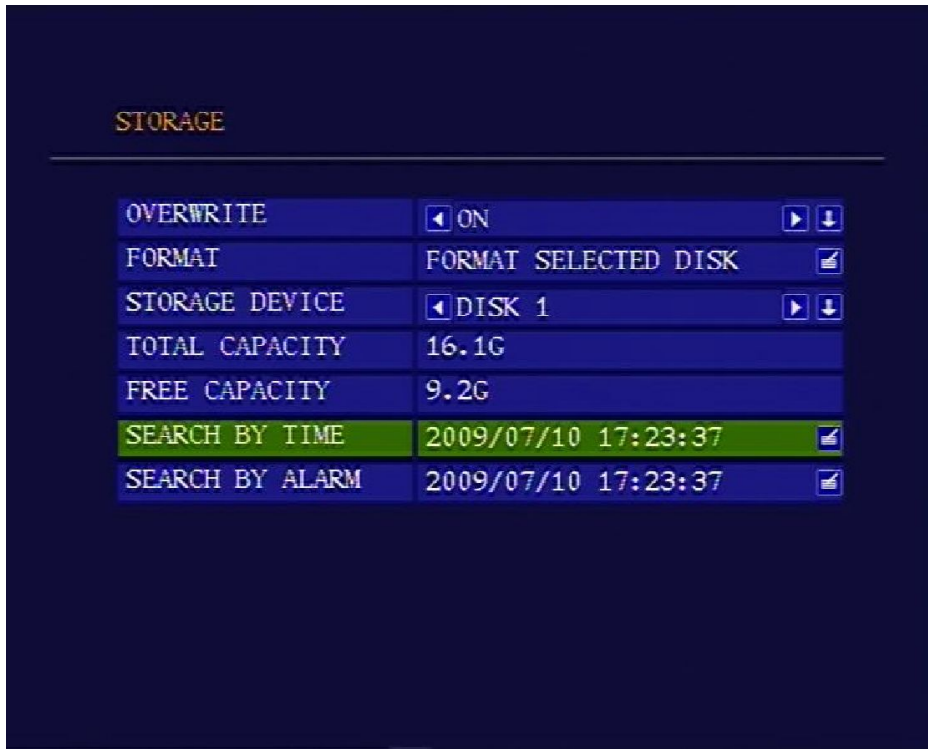 STORAGE
OVERWRITE ON
FORMAT FORMAT SELECTED DISK
STORAGE DEVICE DISK 1
TOTAL CAPACITY 16.1G
FREE CAPACITY 9.2G
SEARCH BY TIME 2009/07/10 17:23:37
SEARCH BY ALARM 2009/07/10 17:23:37